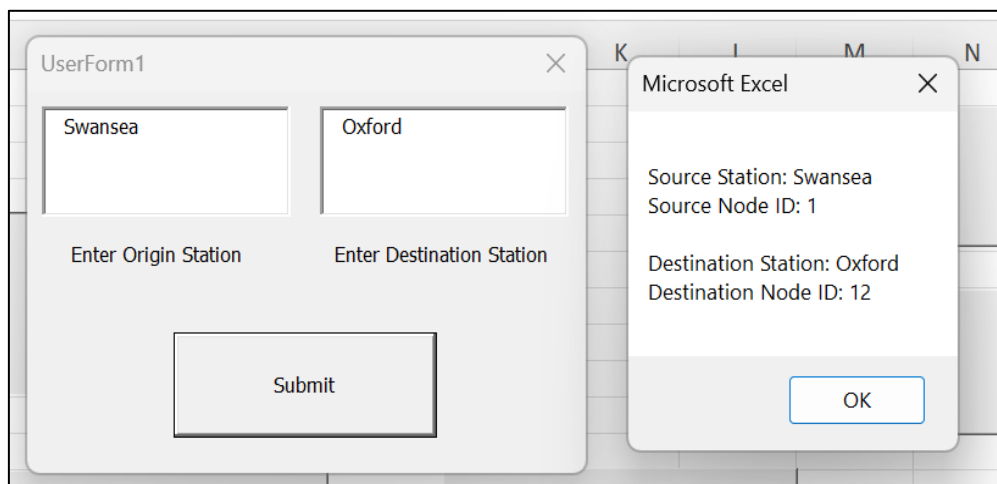 UserForm1
Swansea
Oxford
Enter Origin Station
Enter Destination Station
Submit
K
L
M
N
Microsoft Excel
Source Station: Swansea
Source Node ID: 1
Destination Station: Oxford
Destination Node ID: 12
OK